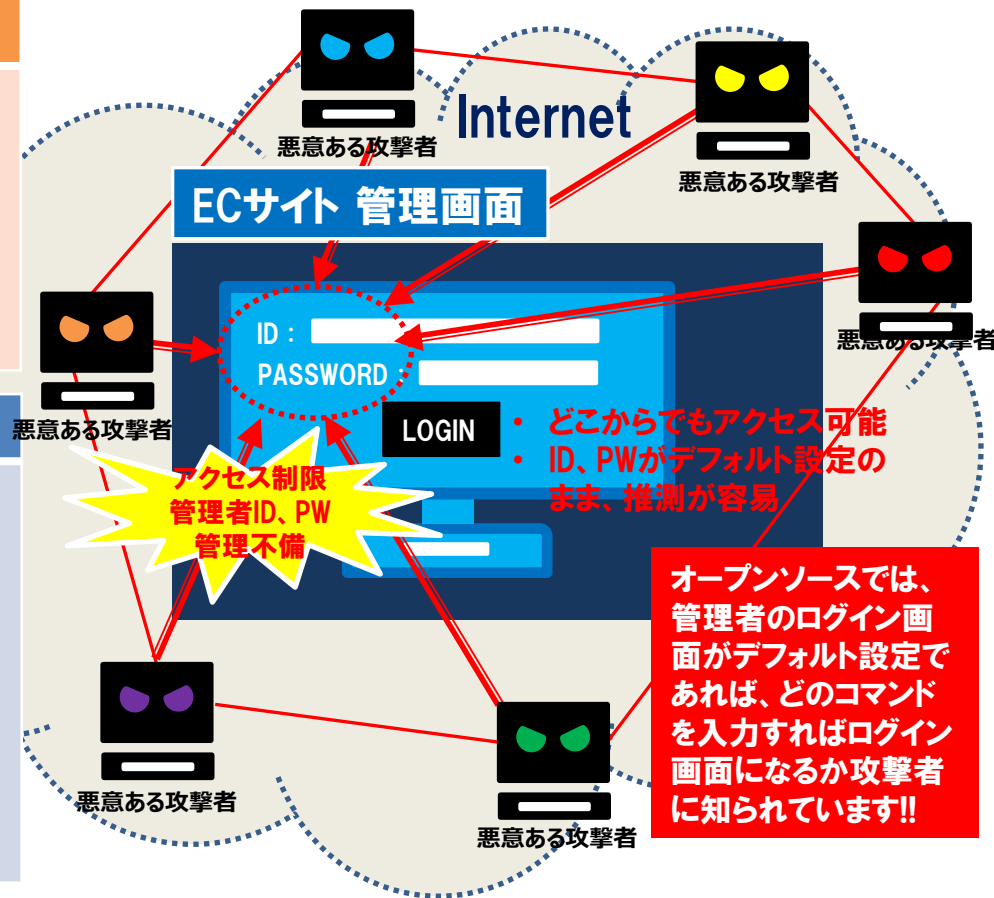 Internet
悪意ある攻撃者
悪意ある攻撃者
ECサイト 管理画面
悪意ある攻撃者
ID：
PASSWORD：
LOGIN
悪意ある攻撃者
• どこからでもアクセス可能
• ID、PWがデフォルト設定の
まま、推測が容易
アクセス制限
管理者ID、PW
管理不備
オープンソースでは、
管理者のログイン画
面がデフォルト設定で
あれば、どのコマンド
を入力すればログイン
画面になるか攻撃者
に知られています!!
悪意ある攻撃者
悪意ある攻撃者